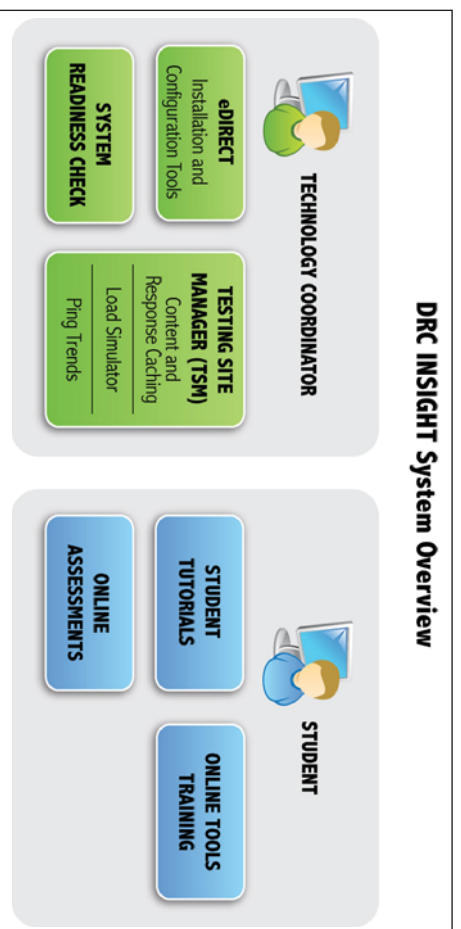 DRC INSIGHT System Overview
TECHNOLOGY COORDINATOR
eDIRECT
Installation and
Configuration Tools
SYSTEM
READINESS CHECK
TESTING SITE
MANAGER (TSM)
Content and
Response Caching
Load Simulator
Ping Trends
STUDENT
STUDENT
TUTORIALS
ONLINE
ASSESSMENTS
ONLINE TOOLS
TRAINING